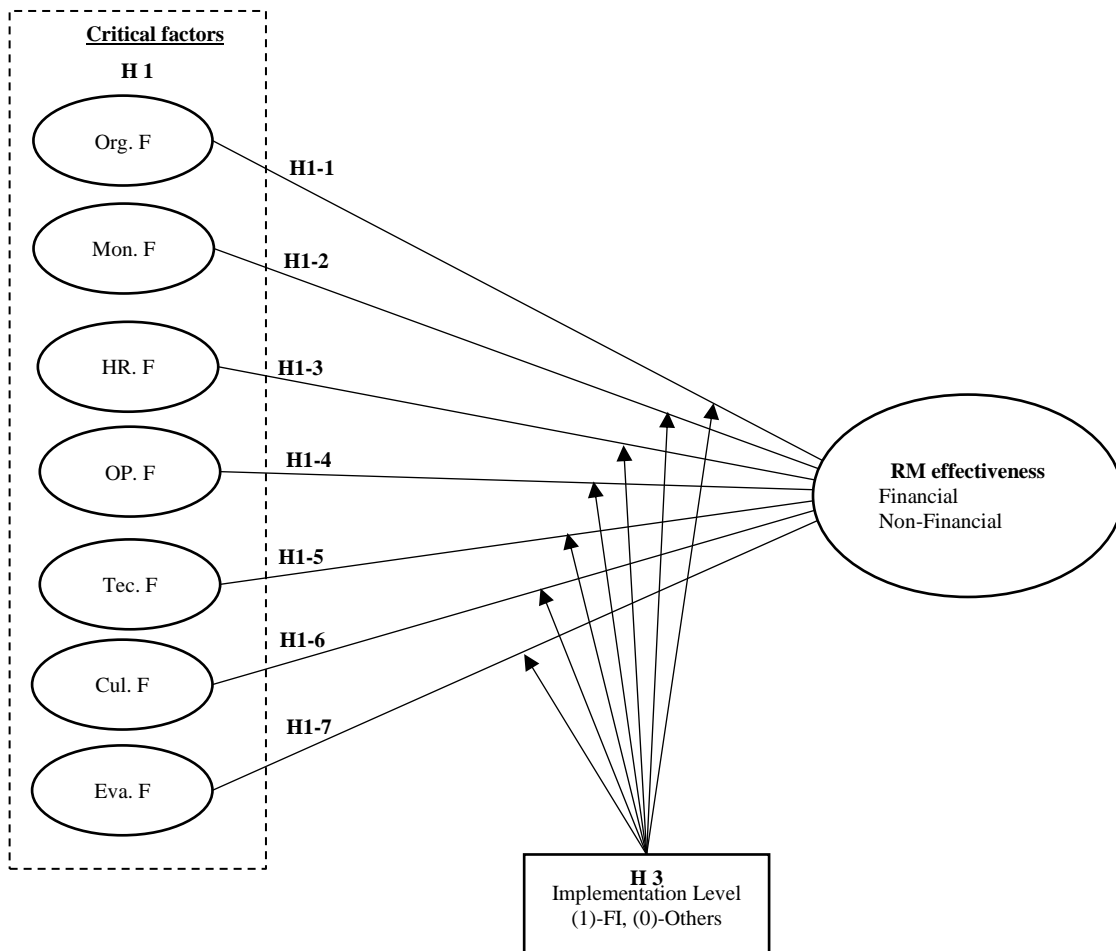 Critical factors
H 1
Org. F
H1-1
Mon. F
H1-2
HR. F
H1-3
OP. F
H1-4
RM effectiveness
Financial
Non-Financial
Tec. F
H1-5
Cul. F
H1-6
Eva. F
H1-7
H 3
Implementation Level
(1)-FI, (0)-Others